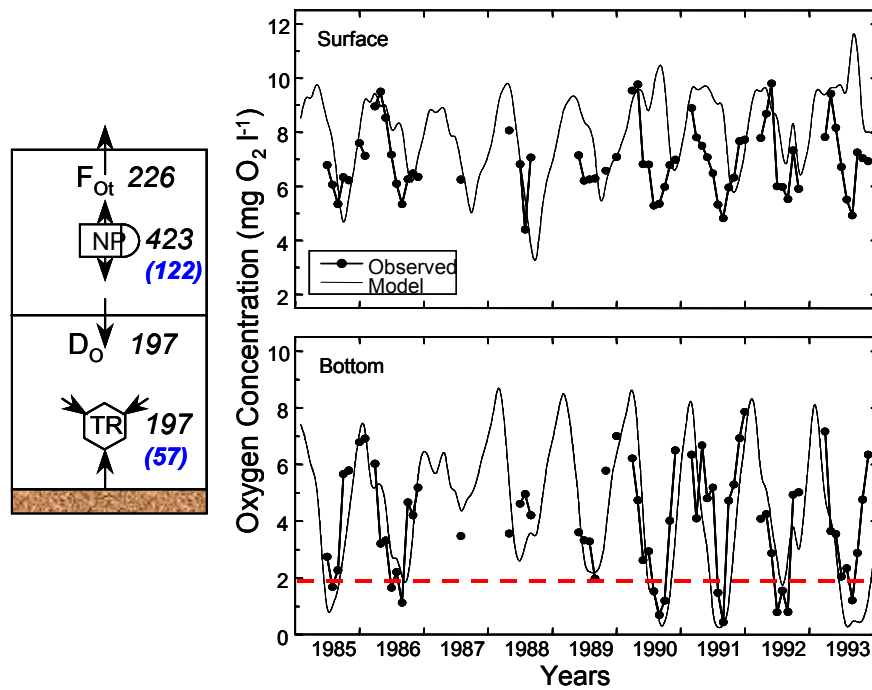 F_Ot 226
NP 423
(122)
D_O 197
TR 197
(57)
Oxygen Concentration (mg O₂ l⁻¹)
12
10
8
6
4
2
Surface
Observed
Model
10
8
6
4
2
0
Bottom
1985 1986 1987 1988 1989 1990 1991 1992 1993
Years